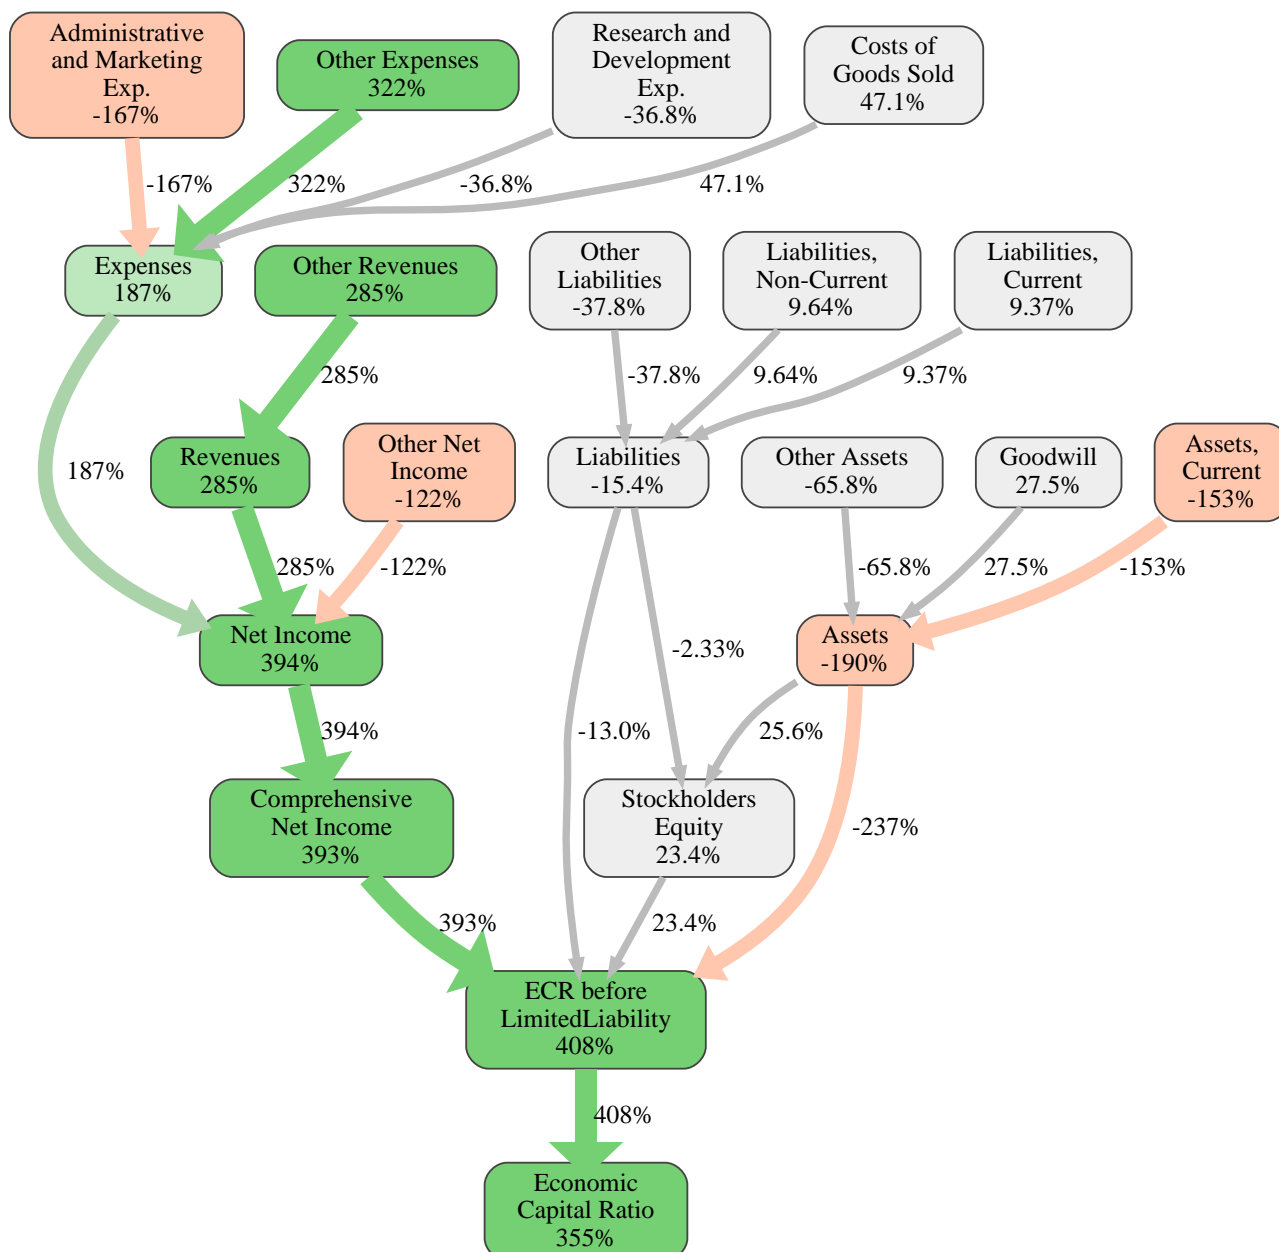 Administrative
and Marketing
Exp.
-167%
Other Expenses
322%
Research and
Development
Exp.
-36.8%
Costs of
Goods Sold
47.1%
-167%
322%
-36.8%
47.1%
Expenses
187%
Other Revenues
285%
Other
Liabilities
-37.8%
Liabilities,
Non-Current
9.64%
Liabilities,
Current
9.37%
285%
-37.8%
9.64%
9.37%
187%
Revenues
285%
Other Net
Income
-122%
Liabilities
-15.4%
Other Assets
-65.8%
Goodwill
27.5%
Assets,
Current
-153%
285%
-122%
-65.8%
27.5%
-153%
Net Income
394%
-2.33%
Assets
-190%
394%
-13.0%
25.6%
Comprehensive
Net Income
393%
Stockholders
Equity
23.4%
-237%
393%
23.4%
ECR before
LimitedLiability
408%
408%
Economic
Capital Ratio
355%